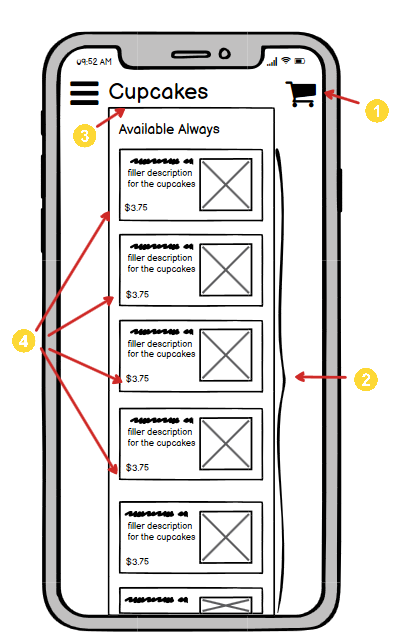 09:52 AM
Cupcakes
1
3
Available Always
filler description
for the cupcakes
$3.75
filler description
for the cupcakes
$3.75
4
filler description
for the cupcakes
$3.75
2
filler description
for the cupcakes
$3.75
filler description
for the cupcakes
$3.75